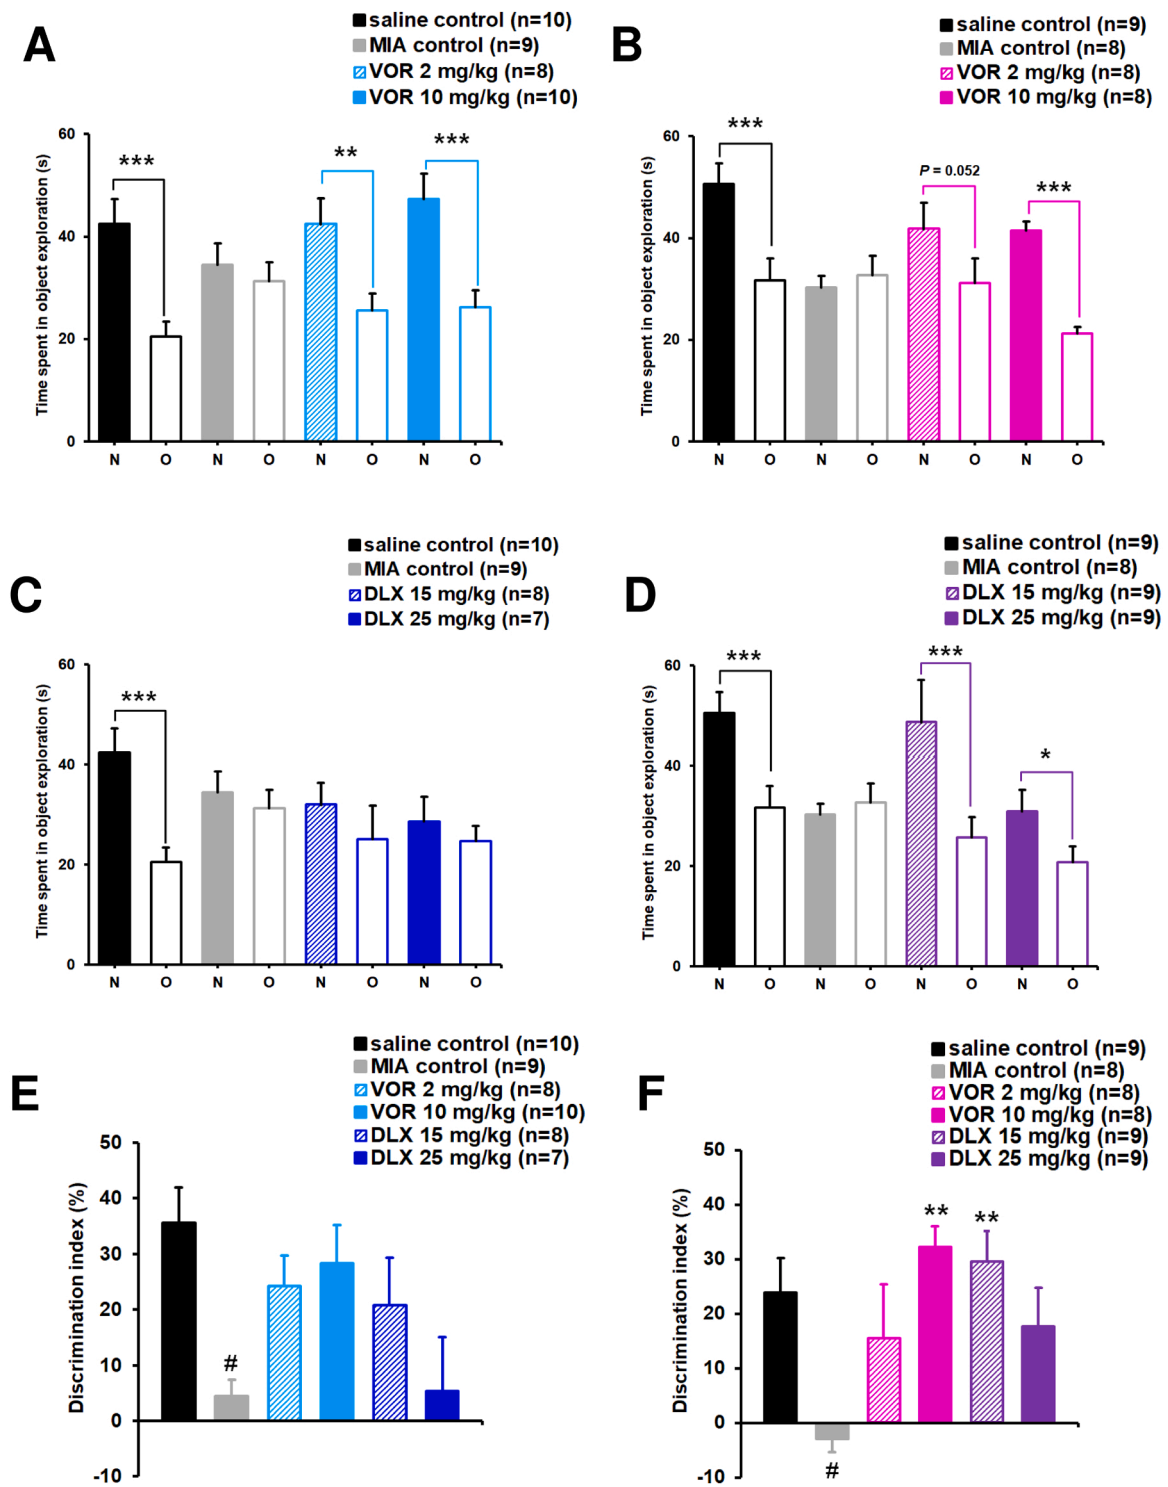 A
saline control (n=10)
MIA control (n=9)
VOR 2 mg/kg (n=8)
VOR 10 mg/kg (n=10)
Time spent in object exploration (s)
60
40
20
0
***
**
***
N O N O N O N O
B
saline control (n=9)
MIA control (n=8)
VOR 2 mg/kg (n=8)
VOR 10 mg/kg (n=8)
Time spent in object exploration (s)
60
40
20
0
***
P = 0.052
***
N O N O N O N O
C
saline control (n=10)
MIA control (n=9)
DLX 15 mg/kg (n=8)
DLX 25 mg/kg (n=7)
Time spent in object exploration (s)
60
40
20
0
***
N O N O N O N O
D
saline control (n=9)
MIA control (n=8)
DLX 15 mg/kg (n=9)
DLX 25 mg/kg (n=9)
Time spent in object exploration (s)
60
40
20
0
***
***
*
N O N O N O N O
E
saline control (n=10)
MIA control (n=9)
VOR 2 mg/kg (n=8)
VOR 10 mg/kg (n=10)
DLX 15 mg/kg (n=8)
DLX 25 mg/kg (n=7)
Discrimination index (%)
50
40
30
20
10
0
-10
#
F
saline control (n=9)
MIA control (n=8)
VOR 2 mg/kg (n=8)
VOR 10 mg/kg (n=8)
DLX 15 mg/kg (n=9)
DLX 25 mg/kg (n=9)
Discrimination index (%)
50
40
30
20
10
0
-10
**
**
#